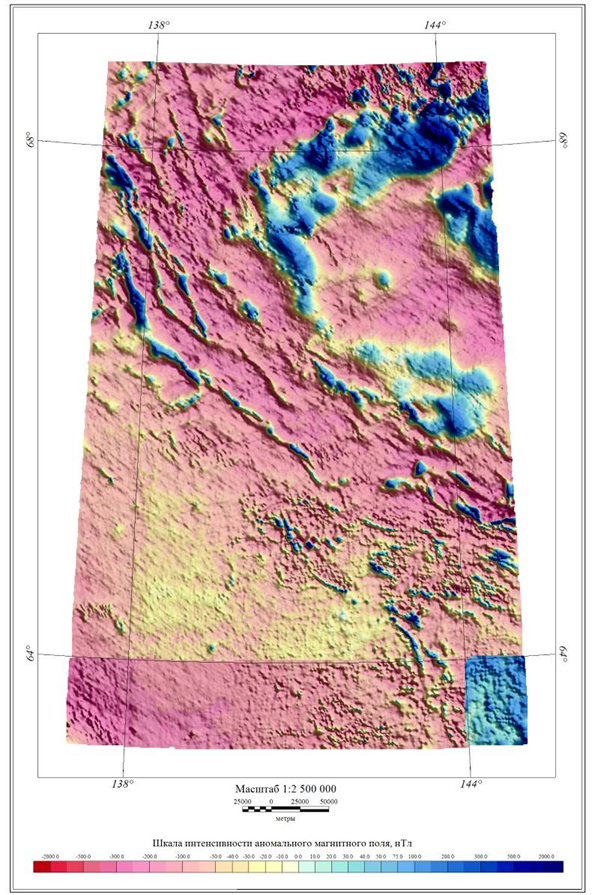 138° 144°
68° 68°
64° 64°
138° 144°
Масштаб 1:2 500 000
25000 0 25000 50000
метры
Шкала интенсивности аномального магнитного поля, нТл
-2000.0 -500.0 -300.0 -200.0 -100.0 -50.0 -40.0 -30.0 -20.0 -10.0 0.0 10.0 20.0 30.0 40.0 50.0 75.0 100.0 200.0 300.0 500.0 2000.0